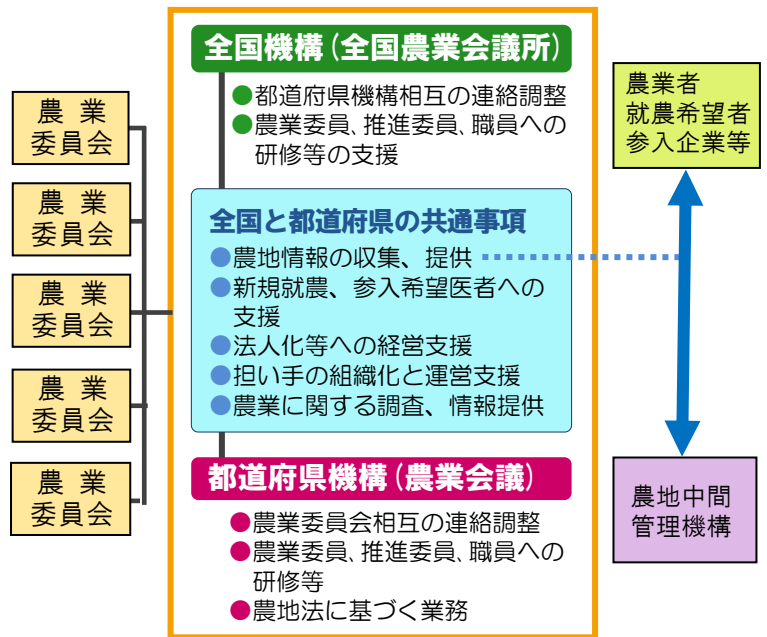 農業
委員会
農業
委員会
農業
委員会
農業
委員会
農業
委員会
全国機構(全国農業会議所)
●都道府県機構相互の連絡調整
●農業委員、推進委員、職員への
研修等の支援
全国と都道府県の共通事項
●農地情報の収集、提供
●新規就農、参入希望医者への
支援
●法人化等への経営支援
●担い手の組織化と運営支援
●農業に関する調査、情報提供
都道府県機構(農業会議)
●農業委員会相互の連絡調整
●農業委員、推進委員、職員への
研修等
●農地法に基づく業務
農業者
就農希望者
参入企業等
農地中間
管理機構